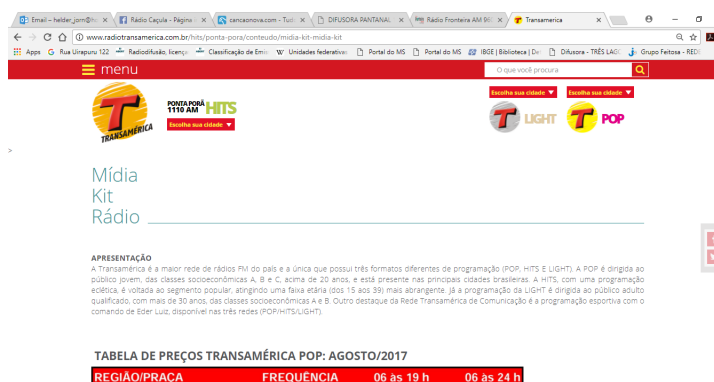 Email – helder_jorn@ho
Rádio Caçula - Página
cancaonova.com - Tudo
DIFUSORA PANTANAL
Rádio Fronteira AM 96
Transamerica
www.radiotransamerica.com.br/hits/ponta-pora/conteudo/midia-kit-midia-kit
Apps
Rua Uirapuru 122
Radiodifusão, licença
Classificação de Emis
Unidades federativas
Portal do MS
Portal do MS
IBGE | Biblioteca | De
Difusora - TRÊS LAGO
Grupo Feitosa - REDE
menu
O que você procura
TRANSAMÉRICA
PONTA PORÃ
1110 AM HITS
Escolha sua cidade
Escolha sua cidade
Escolha sua cidade
LIGHT
POP
>
Mídia
Kit
Rádio
APRESENTAÇÃO
A Transamérica é a maior rede de rádios FM do país e a única que possui três formatos diferentes de programação (POP, HITS E LIGHT). A POP é dirigida ao
público jovem, das classes socioeconômicas A, B e C, acima de 20 anos, e está presente nas principais cidades brasileiras. A HITS, com uma programação
eclética, é voltada ao segmento popular, atingindo uma faixa etária (dos 15 aos 39) mais abrangente. Já a programação da LIGHT é dirigida ao público adulto
qualificado, com mais de 30 anos, das classes socioeconômicas A e B. Outro destaque da Rede Transamérica de Comunicação é a programação esportiva com o
comando de Eder Luiz, disponível nas três redes (POP/HITS/LIGHT).
TABELA DE PREÇOS TRANSAMÉRICA POP: AGOSTO/2017
REGIÃO/PRAÇA FREQUÊNCIA 06 às 19 h 06 às 24 h